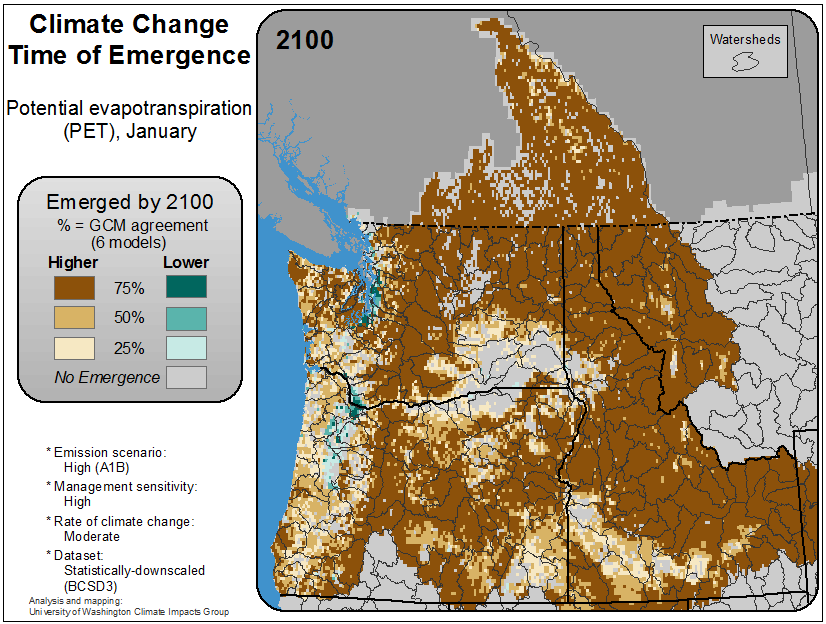 Climate Change
Time of Emergence
Potential evapotranspiration
(PET), January
Emerged by 2100
% = GCM agreement
(6 models)
Higher Lower
75%
50%
25%
No Emergence
* Emission scenario:
High (A1B)
* Management sensitivity:
High
* Rate of climate change:
Moderate
* Dataset:
Statistically-downscaled
(BCSD3)
Analysis and mapping:
University of Washington Climate Impacts Group
2100
Watersheds